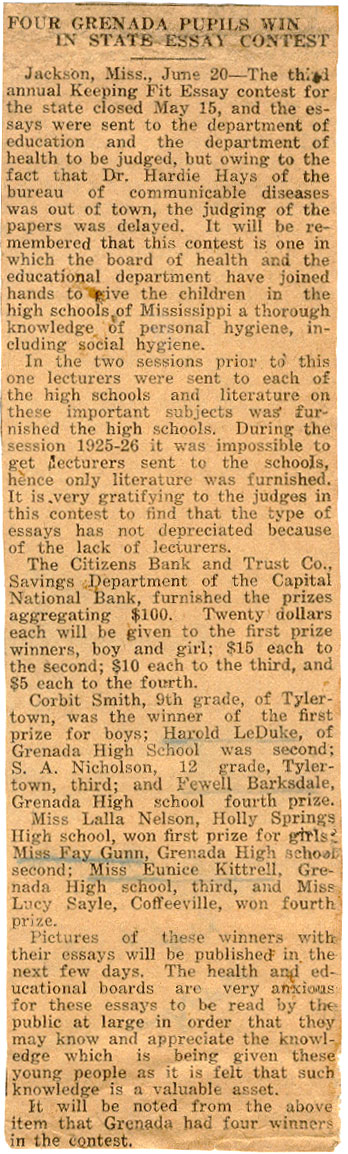 FOUR GRENADA PUPILS WIN
IN STATE ESSAY CONTEST
Jackson, Miss., June 20—The third
annual Keeping Fit Essay contest for
the state closed May 15, and the es-
says were sent to the department of
education and the department of
health to be judged, but owing to the
fact that Dr. Hardie Hays of the
bureau of communicable diseases
was out of town, the judging of the
papers was delayed. It will be re-
membered that this contest is one in
which the board of health and the
educational department have joined
hands to give the children in the
high schools of Mississippi a thorough
knowledge of personal hygiene, in-
cluding social hygiene.
In the two sessions prior to this
one lecturers were sent to each of
the high schools and literature on
these important subjects was fur-
nished the high schools. During the
session 1925-26 it was impossible to
get lecturers sent to the schools,
hence only literature was furnished.
It is very gratifying to the judges in
this contest to find that the type of
essays has not depreciated because
of the lack of lecturers.
The Citizens Bank and Trust Co.,
Savings Department of the Capital
National Bank, furnished the prizes
aggregating $100. Twenty dollars
each will be given to the first prize
winners, boy and girl; $15 each to
the second; $10 each to the third, and
$5 each to the fourth.
Corbit Smith, 9th grade, of Tyler-
town, was the winner of the first
prize for boys; Harold LeDuke, of
Grenada High School was second;
S. A. Nicholson, 12 grade, Tyler-
town, third; and Fewell Barksdale,
Grenada High school fourth prize.
Miss Lalla Nelson, Holly Springs
High school, won first prize for girls;
Miss Fay Gunn, Grenada High school
second; Miss Eunice Kittrell, Gre-
nada High school, third, and Miss
Lucy Sayle, Coffeeville, won fourth
prize.
Pictures of these winners with
their essays will be published in the
next few days. The health and ed-
ucational boards are very anxious
for these essays to be read by the
public at large in order that they
may know and appreciate the knowl-
edge which is being given these
young people as it is felt that such
knowledge is a valuable asset.
It will be noted from the above
item that Grenada had four winners
in the contest.